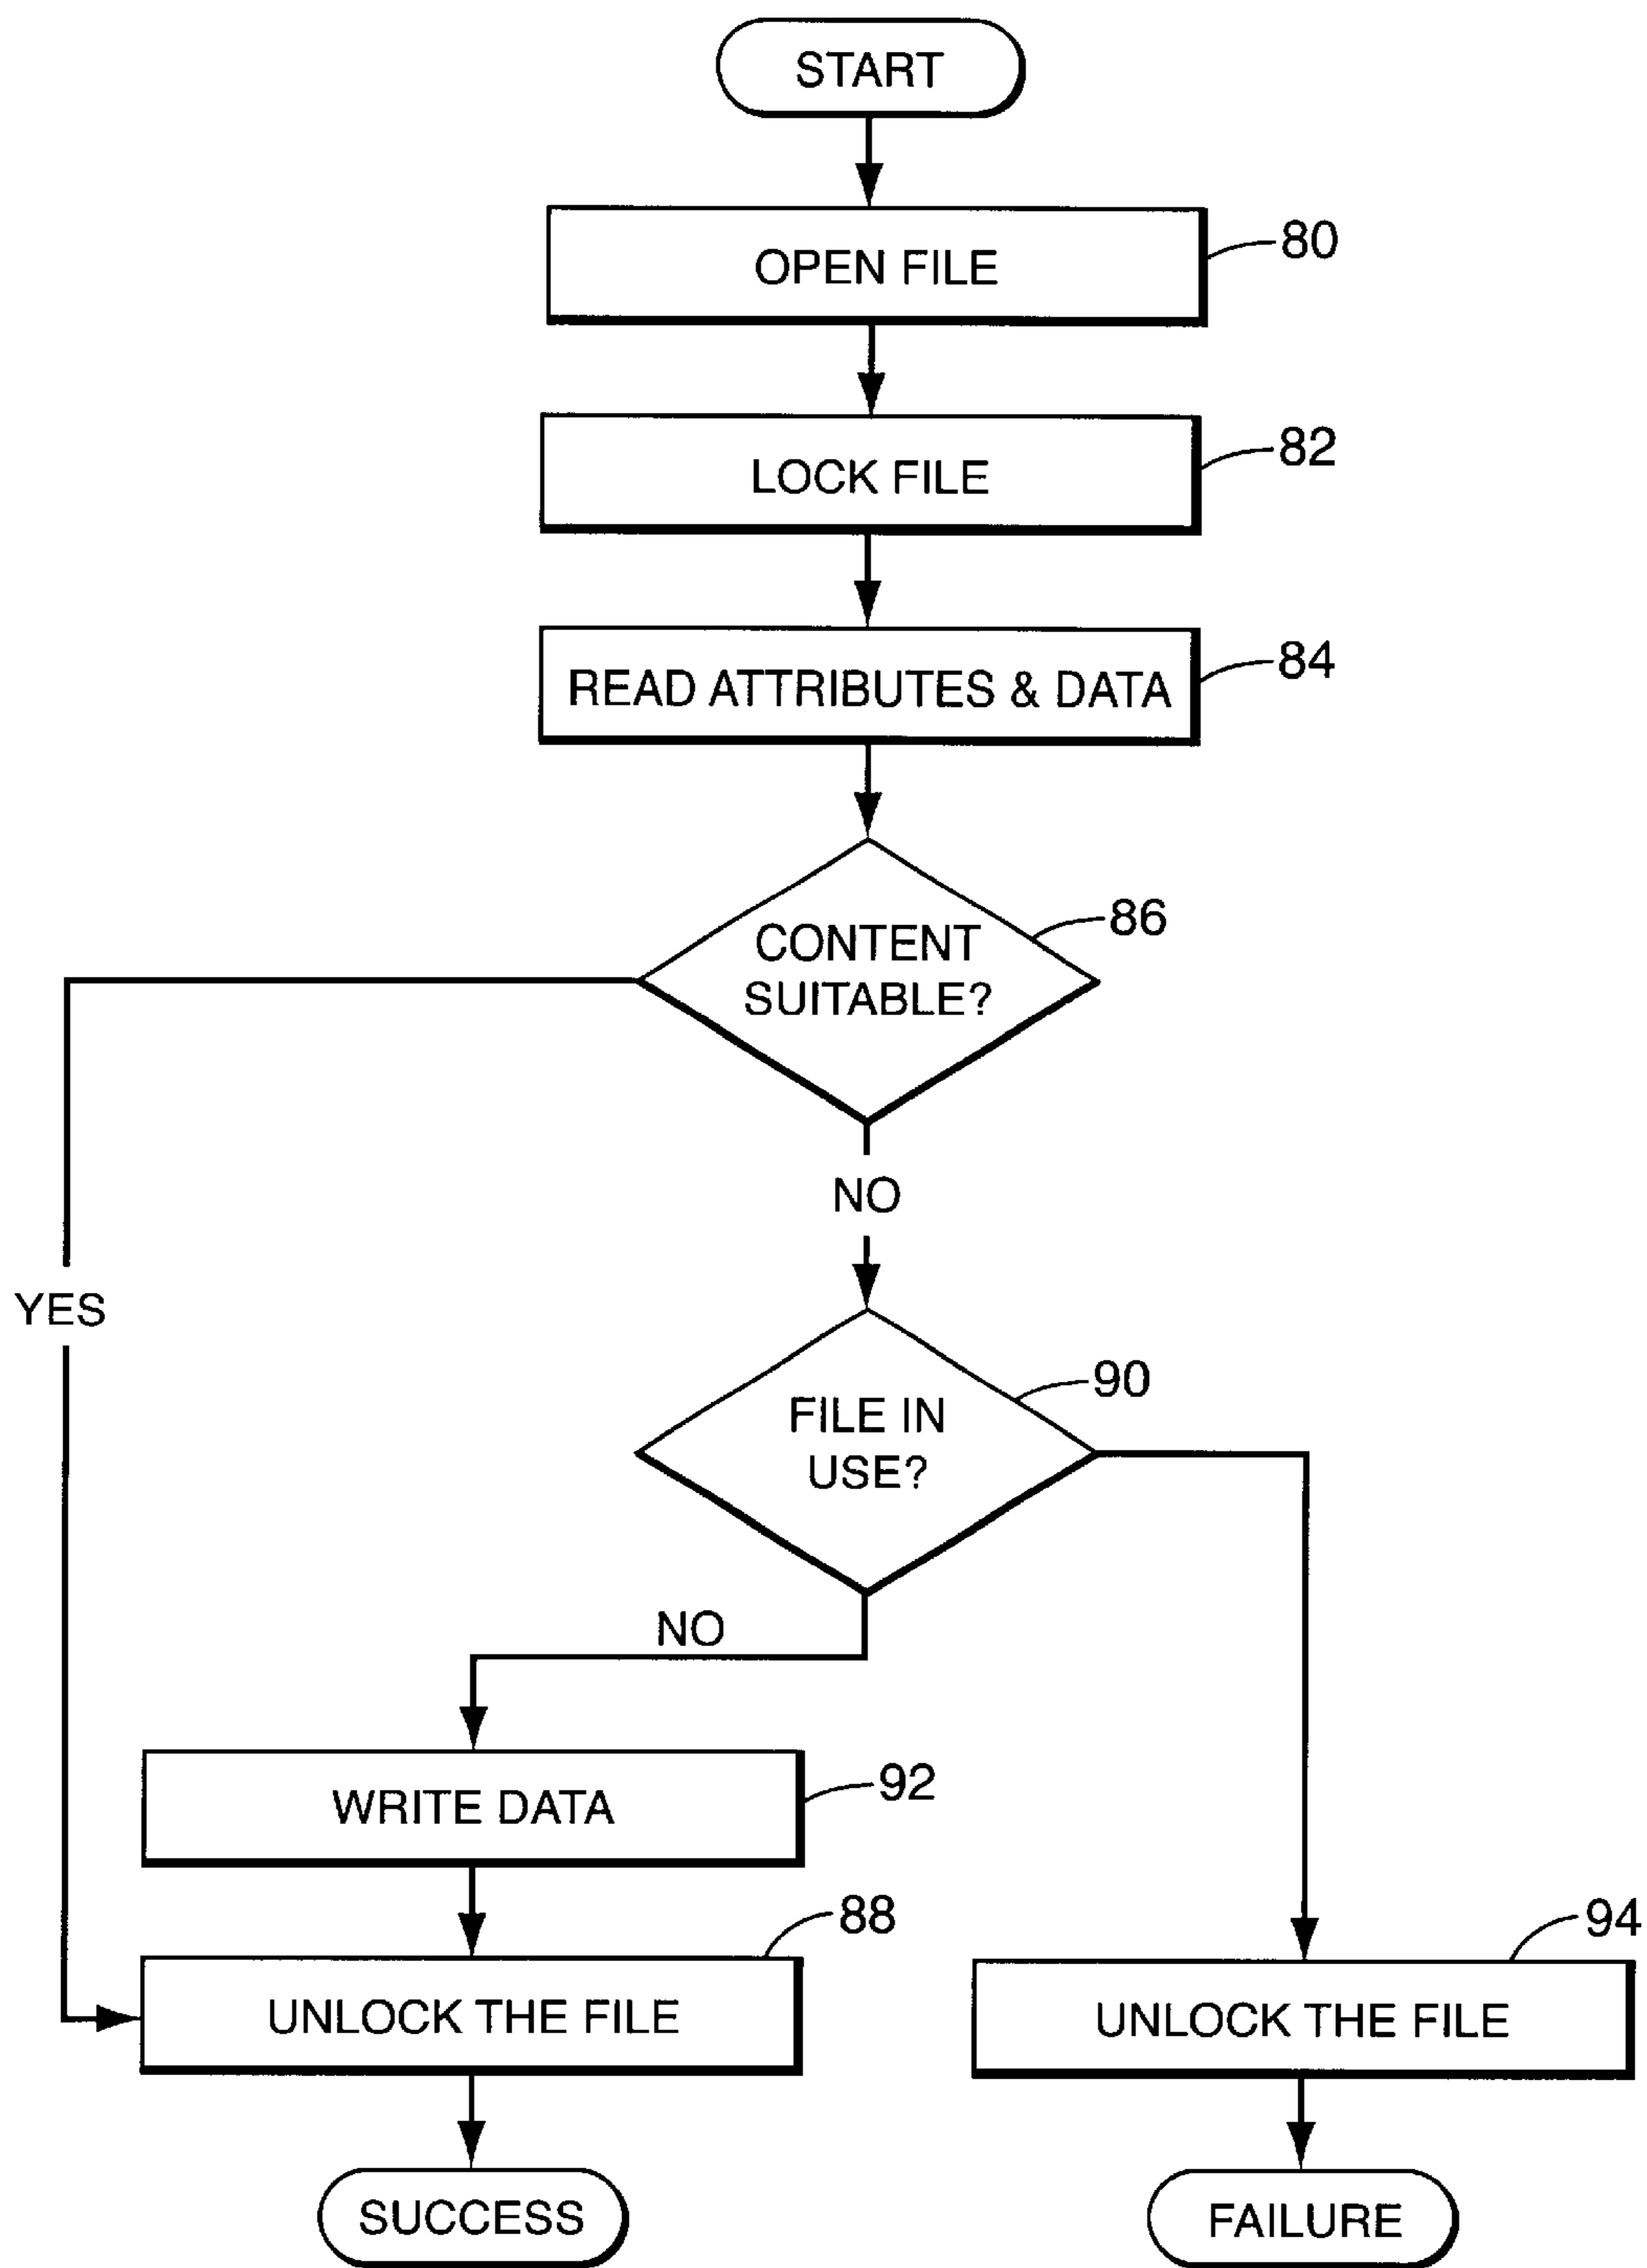 START
OPEN FILE
80
LOCK FILE
82
READ ATTRIBUTES & DATA
84
CONTENT
SUITABLE?
86
NO
YES
FILE IN
USE?
90
NO
WRITE DATA
92
UNLOCK THE FILE
88
UNLOCK THE FILE
94
SUCCESS
FAILURE